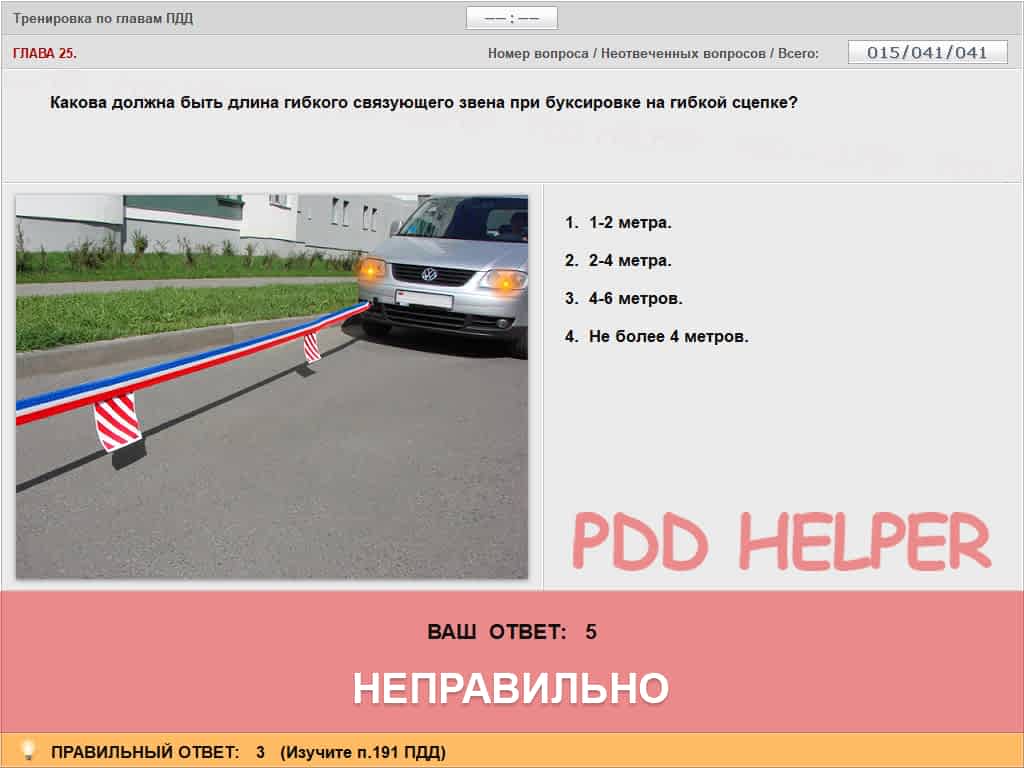 Тренировка по главам ПДД
—— : ——
ГЛАВА 25.
Номер вопроса / Неотвеченных вопросов / Всего:
015/041/041
Какова должна быть длина гибкого связующего звена при буксировке на гибкой сцепке?
1. 1-2 метра.
2. 2-4 метра.
3. 4-6 метров.
4. Не более 4 метров.
PDD HELPER
ВАШ ОТВЕТ: 5
НЕПРАВИЛЬНО
ПРАВИЛЬНЫЙ ОТВЕТ: 3 (Изучите п.191 ПДД)